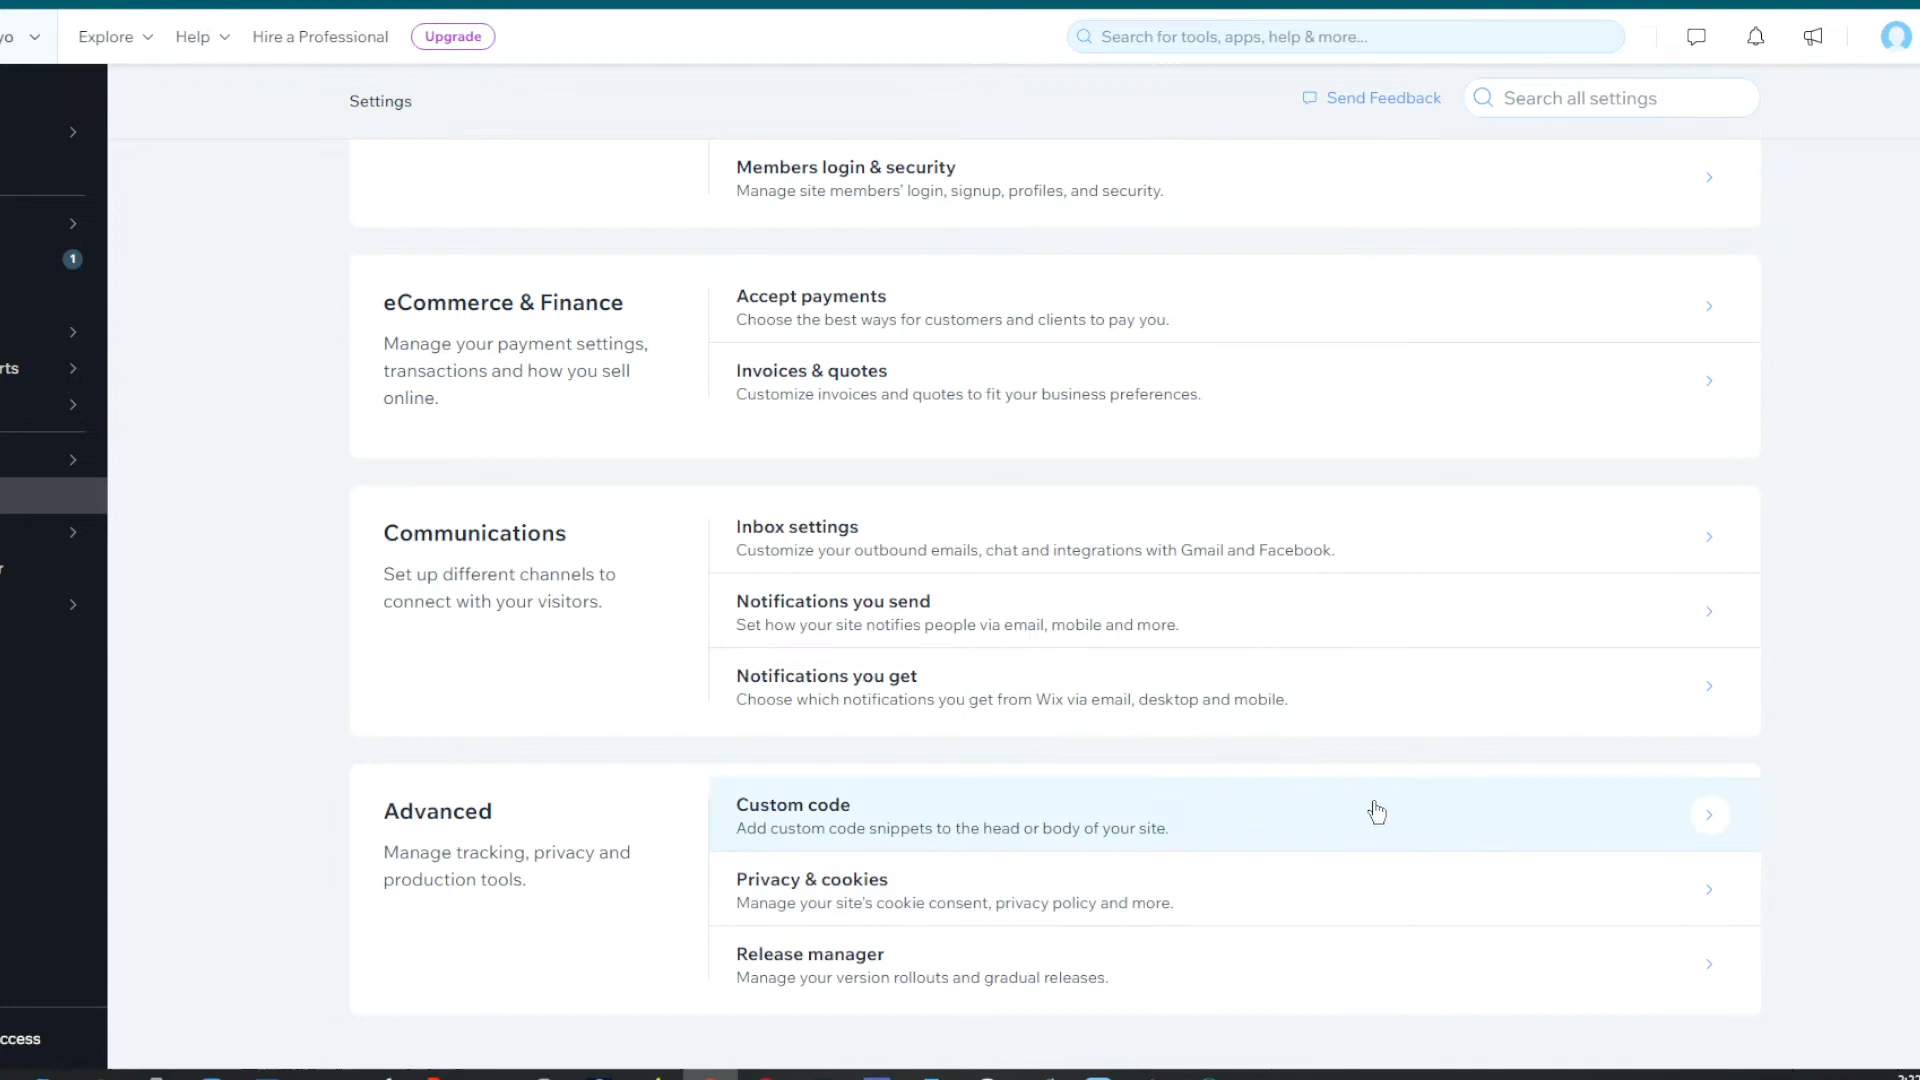 yo
Explore
Help
Hire a Professional
Upgrade
Search for tools, apps, help & more...
Settings
Send Feedback
Search all settings
Members login & security
Manage site members' login, signup, profiles, and security.
1
eCommerce & Finance
Manage your payment settings,
transactions and how you sell
online.
Accept payments
Choose the best ways for customers and clients to pay you.
Invoices & quotes
Customize invoices and quotes to fit your business preferences.
rts
Communications
Set up different channels to
connect with your visitors.
Inbox settings
Customize your outbound emails, chat and integrations with Gmail and Facebook.
Notifications you send
Set how your site notifies people via email, mobile and more.
Notifications you get
Choose which notifications you get from Wix via email, desktop and mobile.
r
Advanced
Manage tracking, privacy and
production tools.
Custom code
Add custom code snippets to the head or body of your site.
Privacy & cookies
Manage your site's cookie consent, privacy policy and more.
Release manager
Manage your version rollouts and gradual releases.
ccess